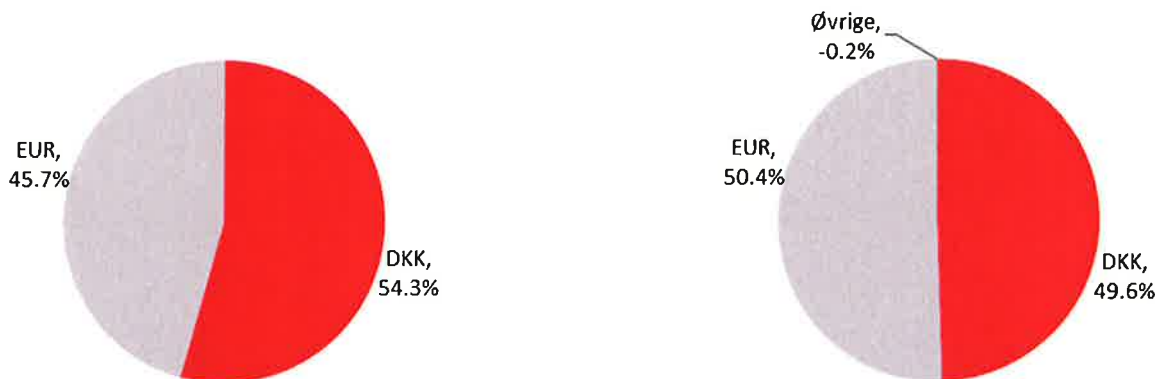 EUR,
45.7%
DKK,
54.3%
Øvrige,
-0.2%
EUR,
50.4%
DKK,
49.6%